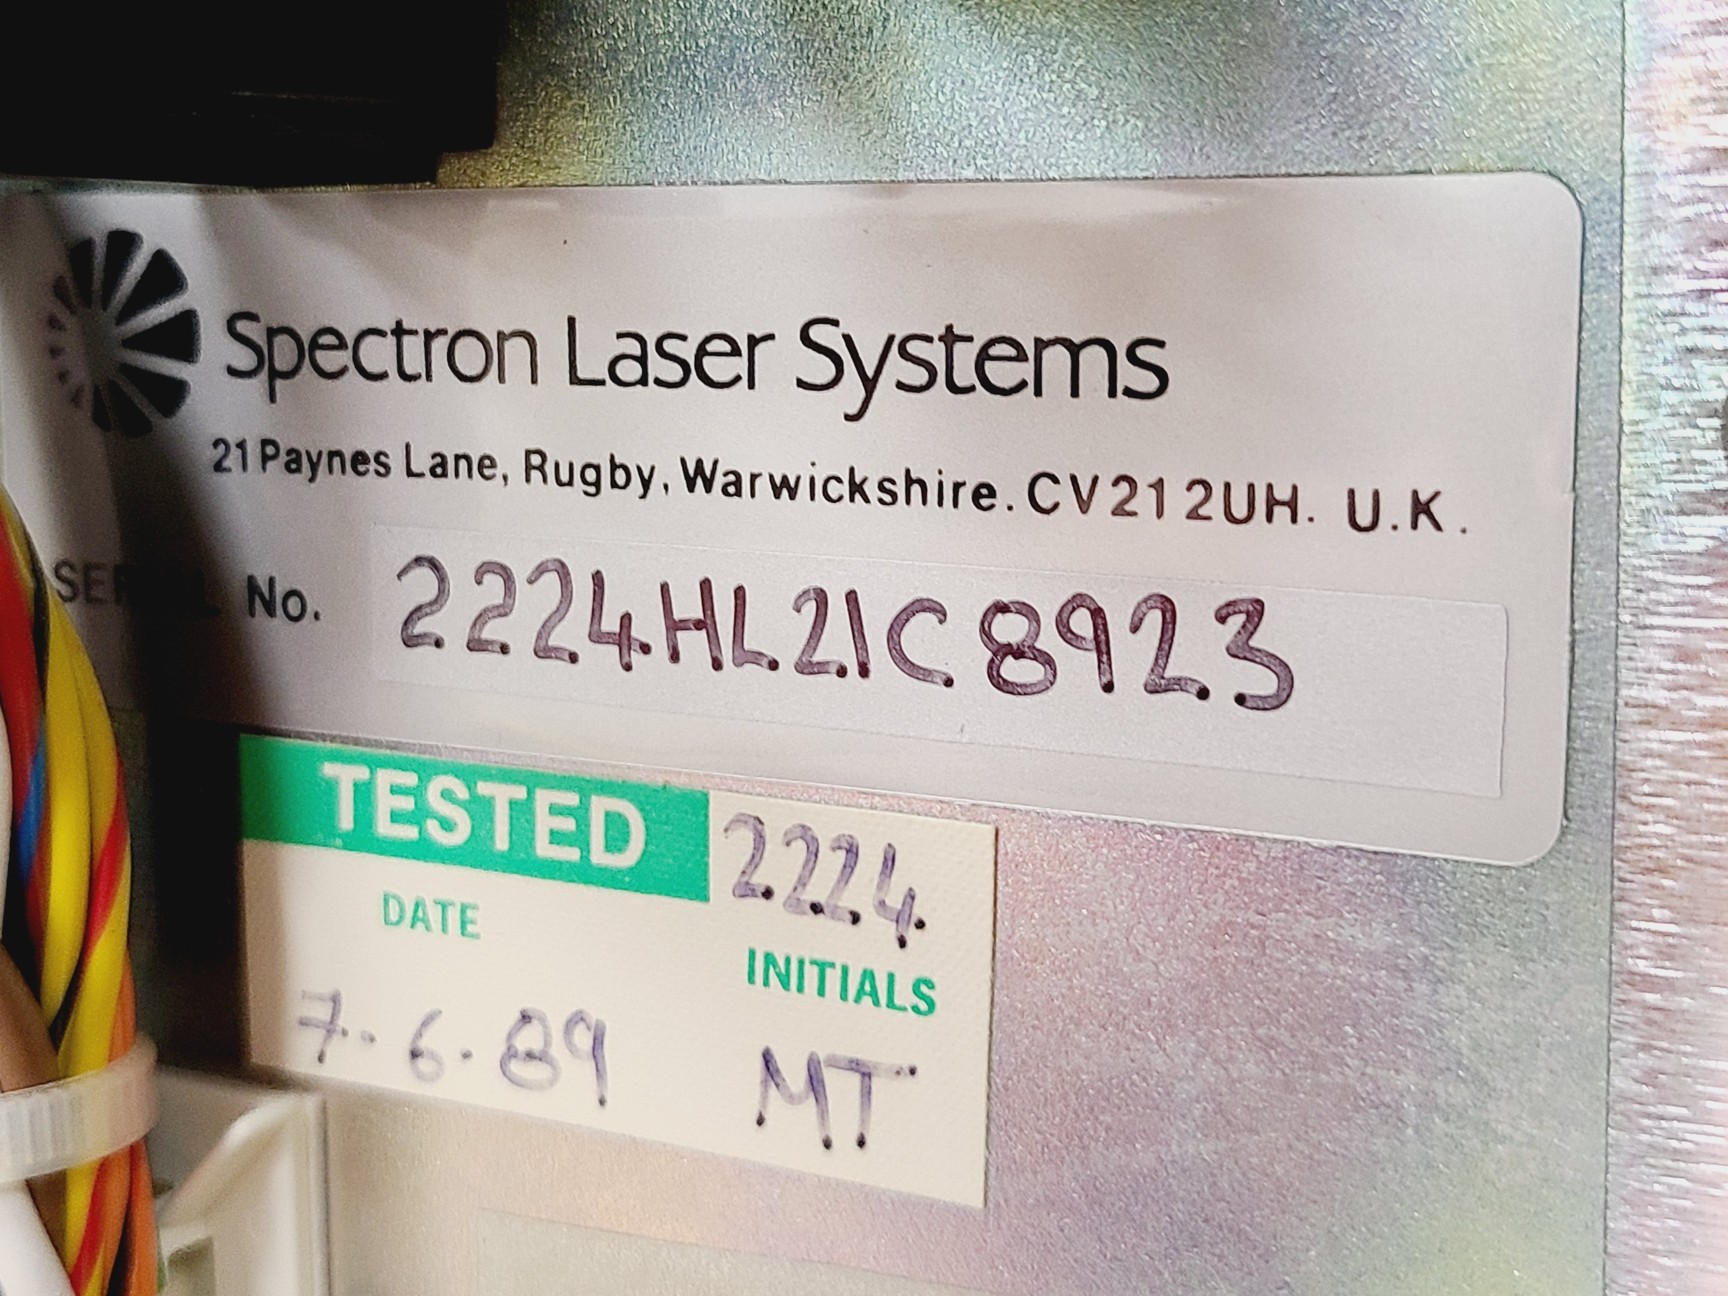 Spectron Laser Systems
21 Paynes Lane, Rugby, Warwickshire. CV21 2UH. U.K.
SERIAL No. 2224HL21C8923
TESTED 2224
DATE INITIALS
7.6.89 MT